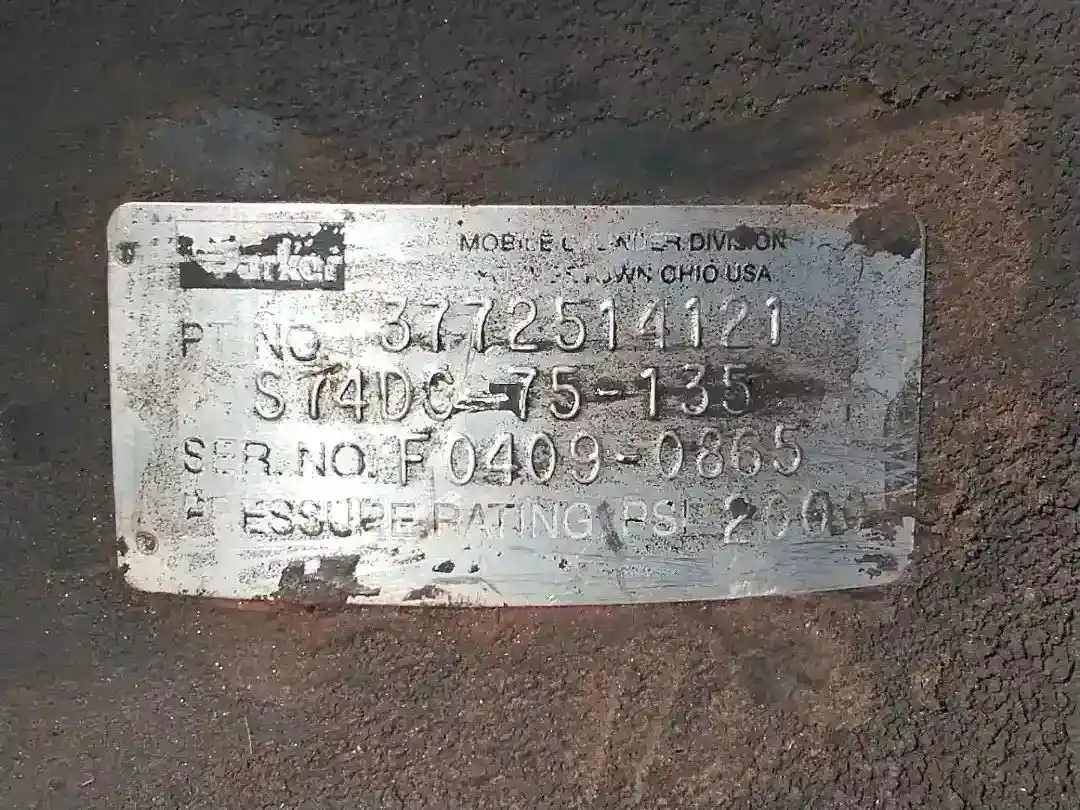 Parker
MOBILE CYLINDER DIVISION
YOUNGSTOWN OHIO USA
PT. NO. 3772514121
S74DC-75-135
SER. NO. F0409-0865
PRESSURE RATING PSI 2000